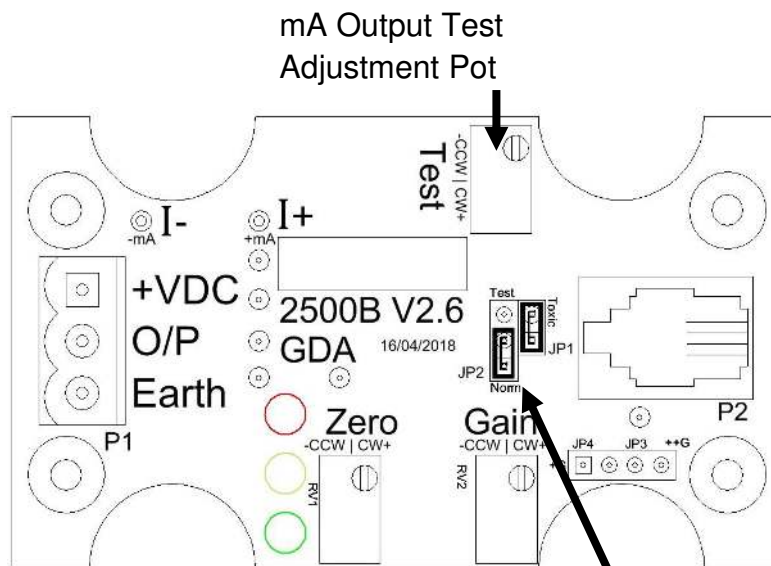 mA Output Test
Adjustment Pot
Test
-CCW | CW+
I-
-mA
I+
+mA
+VDC
O/P
Earth
P1
2500B V2.6
GDA
16/04/2018
Test
Toxic
JP1
JP2
Norm
P2
Zero
-CCW | CW+
RV1
Gain
-CCW | CW+
RV2
JP4
JP3
++G